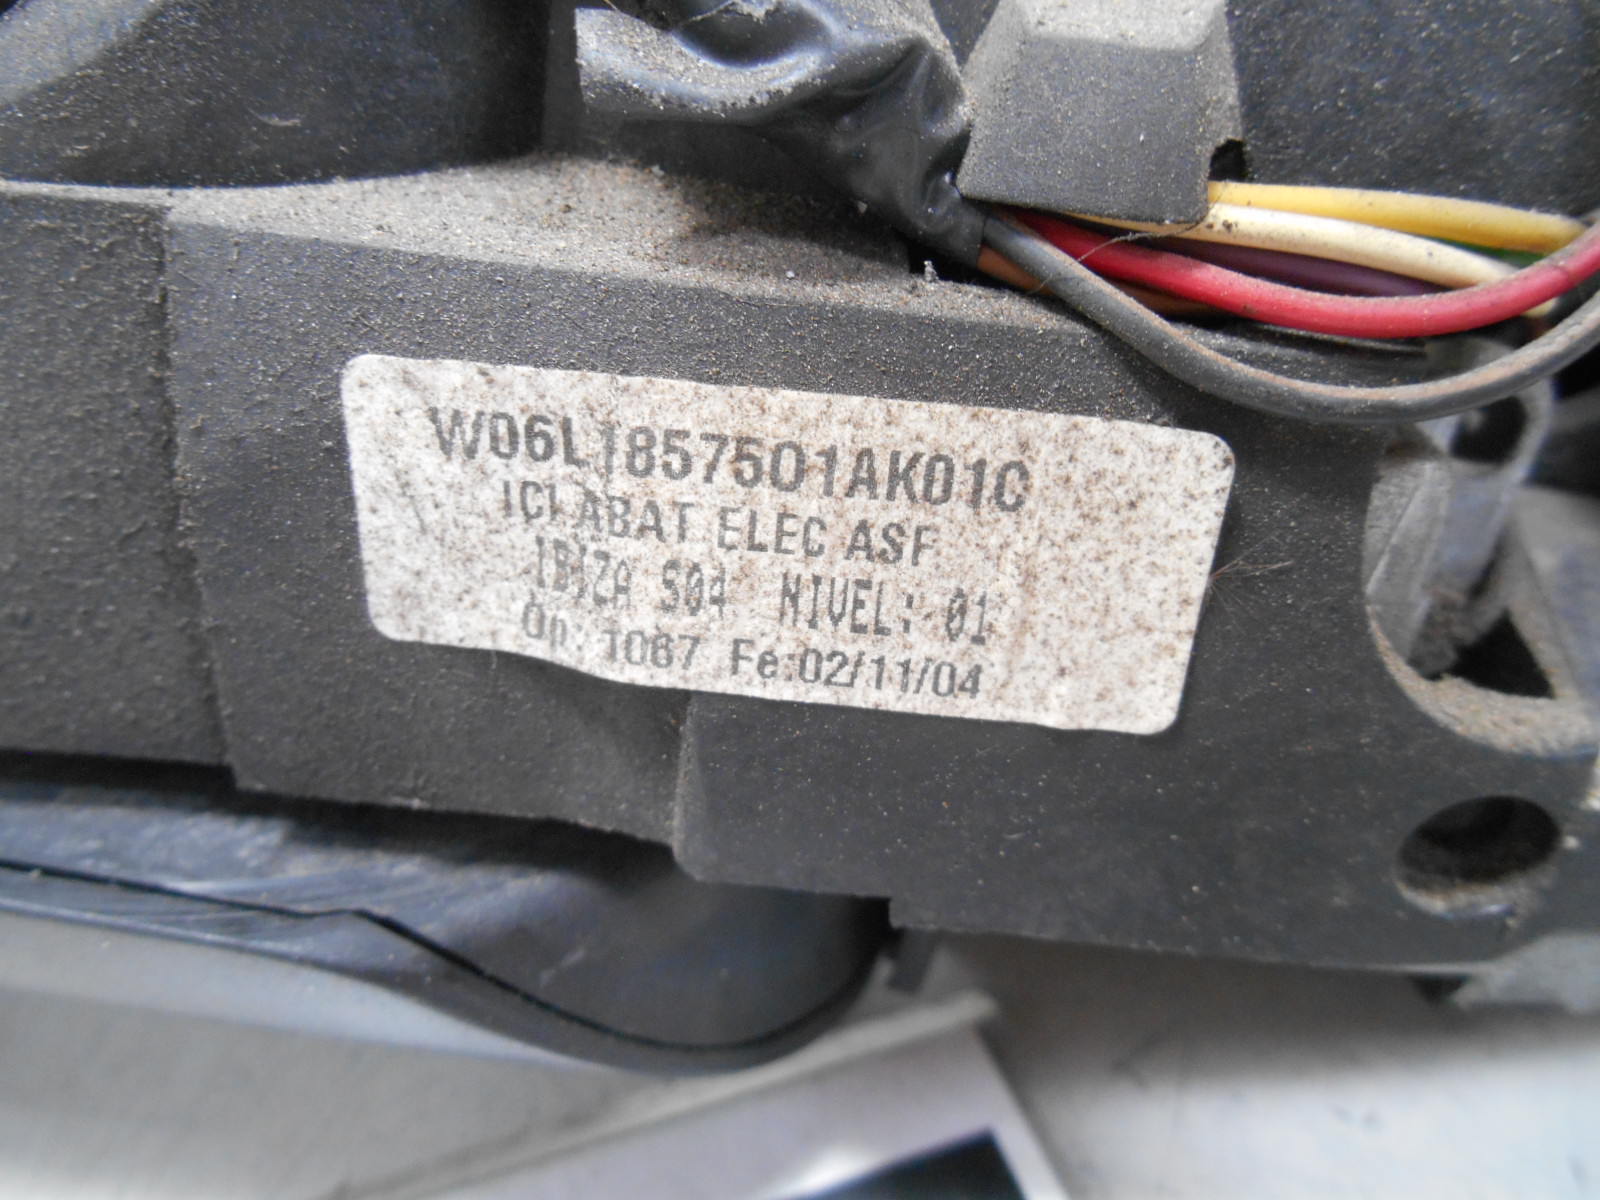 W06L1857501AK01C
ICI ABAT ELEC ASF
IBIZA S04 NIVEL: 01
Op: 1067 Fe:02/11/04